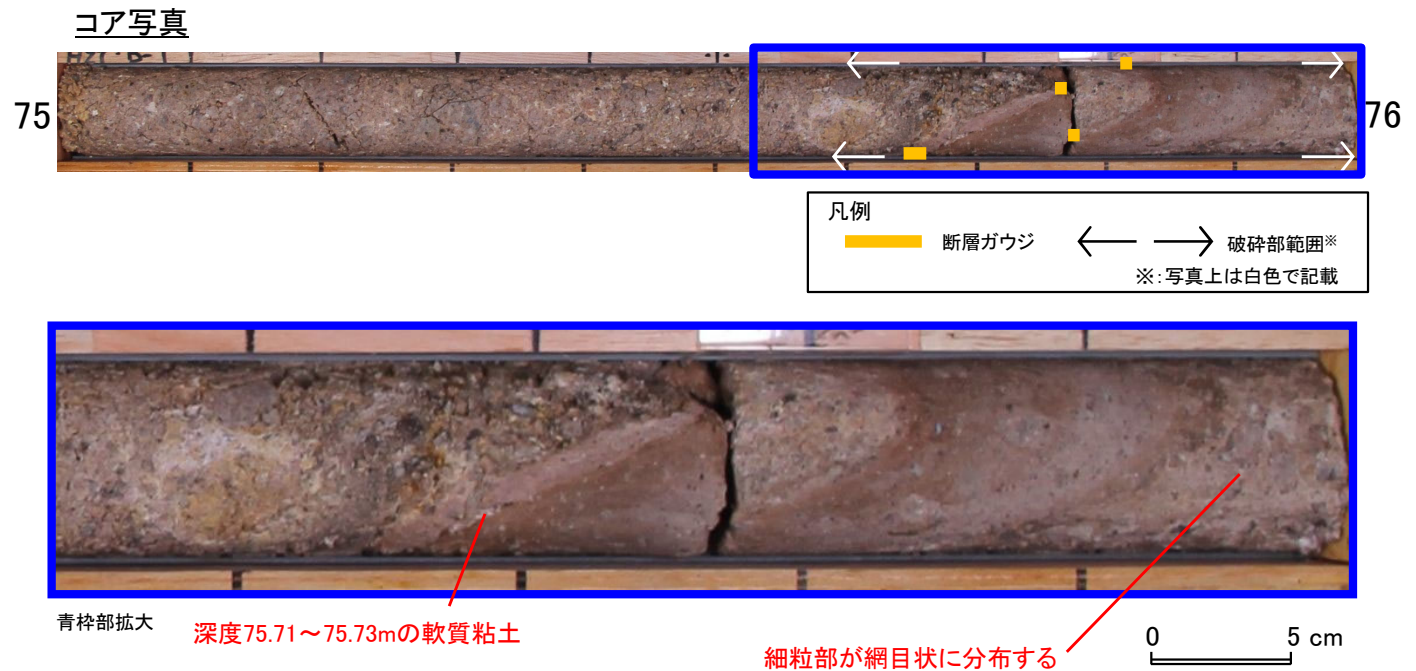 コア写真
75
76
凡例
断層ガウジ
破砕部範囲※
※：写真上は白色で記載
青枠部拡大
深度75.71～75.73mの軟質粘土
細粒部が網目状に分布する
0 5 cm